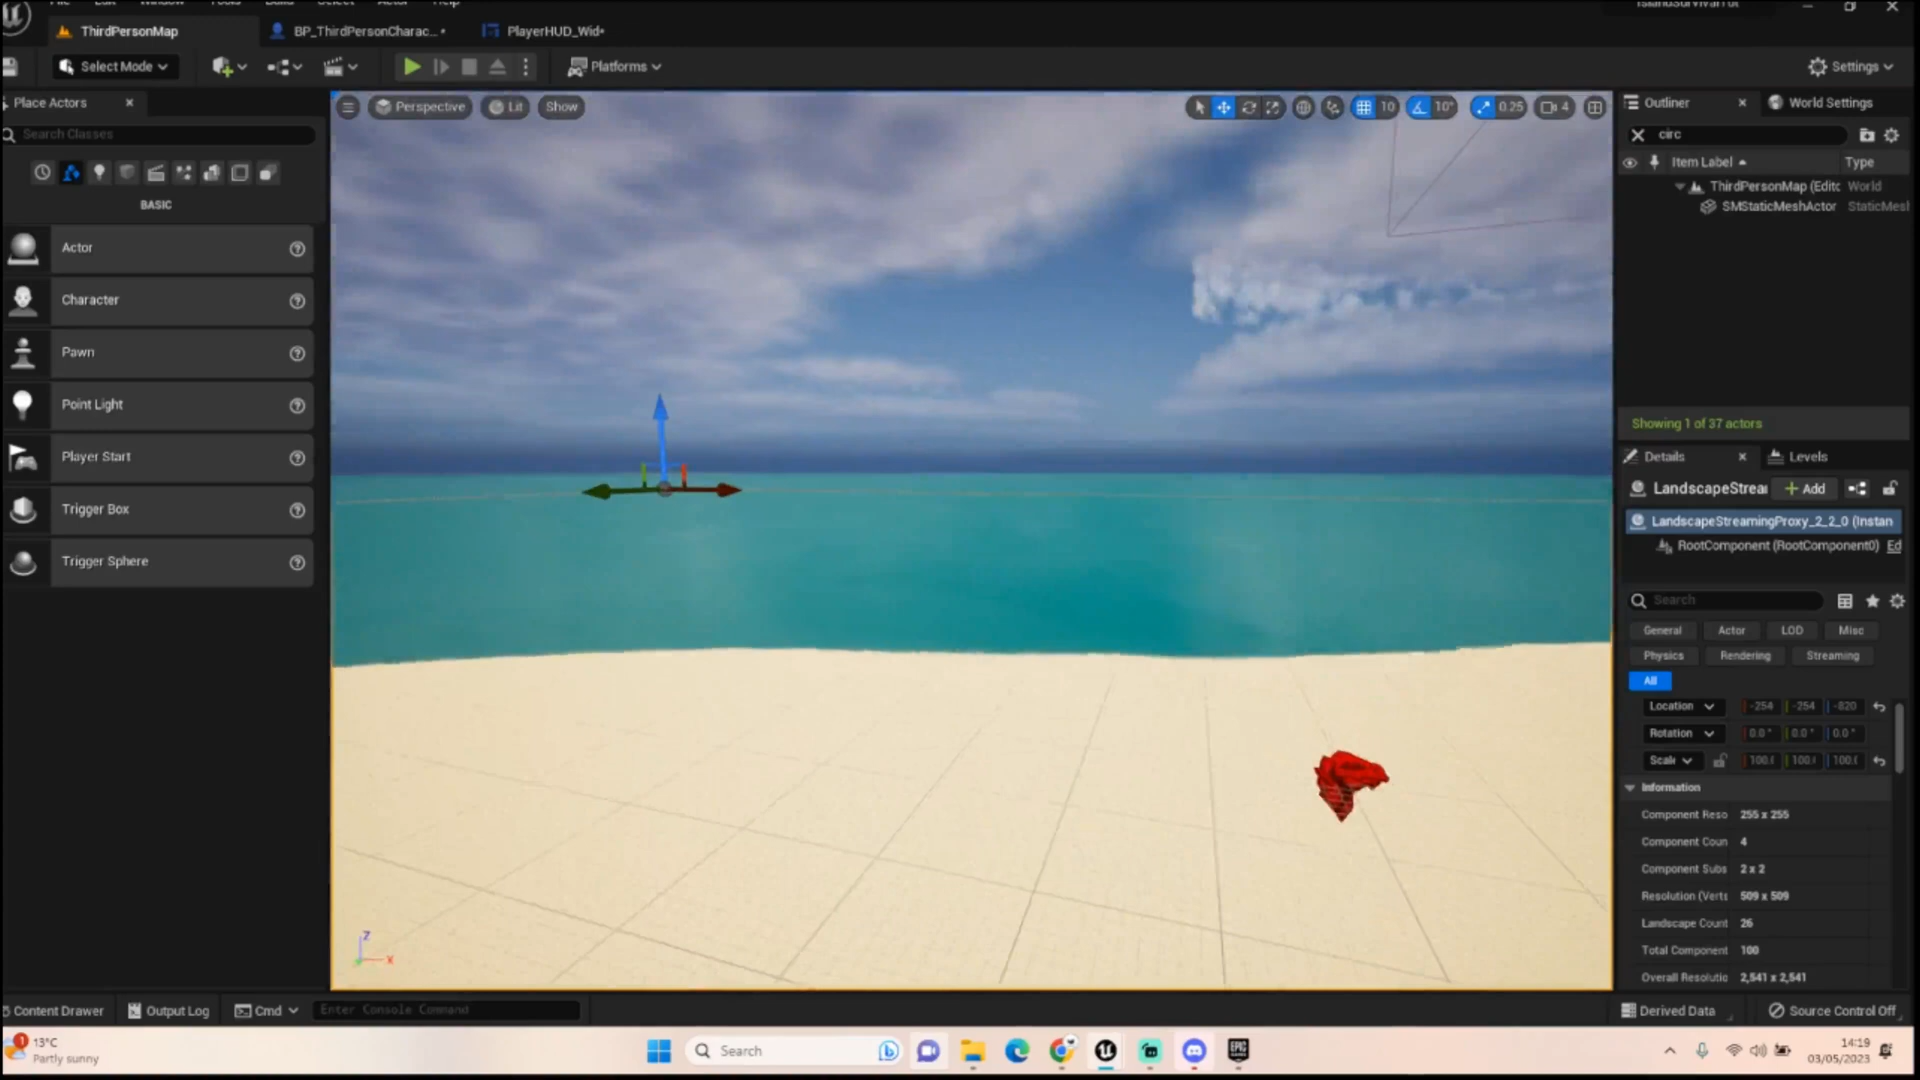 ThirdPersonMap
BP_ThirdPersonCharac...*
PlayerHUD_Wid*
Select Mode
Platforms
Settings
Place Actors
Search Classes
BASIC
Actor
Character
Pawn
Point Light
Player Start
Trigger Box
Trigger Sphere
Perspective
Lit
Show
10
10°
0.25
4
Z
X
Outliner
World Settings
circ
Item Label
Type
ThirdPersonMap (Edito
World
SMStaticMeshActor
StaticMesh
Showing 1 of 37 actors
Details
Levels
LandscapeStrea
+ Add
LandscapeStreamingProxy_2_2_0 (Instan
RootComponent (RootComponent0)
Ed
Search
General
Actor
LOD
Misc
Physics
Rendering
Streaming
All
Location
-254
-254
-820
Rotation
0.0°
0.0°
0.0°
Scale
100.(
100.(
100.(
Information
Component Reso
255 x 255
Component Coun
4
Component Subs
2 x 2
Resolution (Verts
509 x 509
Landscape Count
26
Total Component
100
Overall Resolutio
2,541 x 2,541
Content Drawer
Output Log
Cmd
Enter Console Command
Derived Data
Source Control Off
1
13°C
Partly sunny
Search
EPIC
14:19
03/05/2023